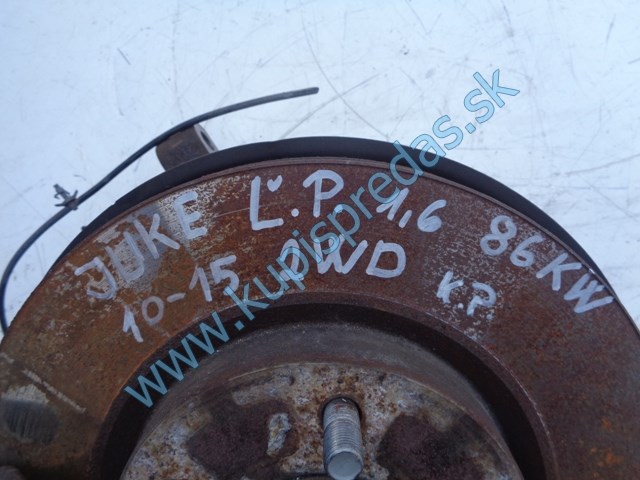 JUKE Ľ.P. 1,6 86KW
10-15 2WD K.P.
www.kupispredas.sk